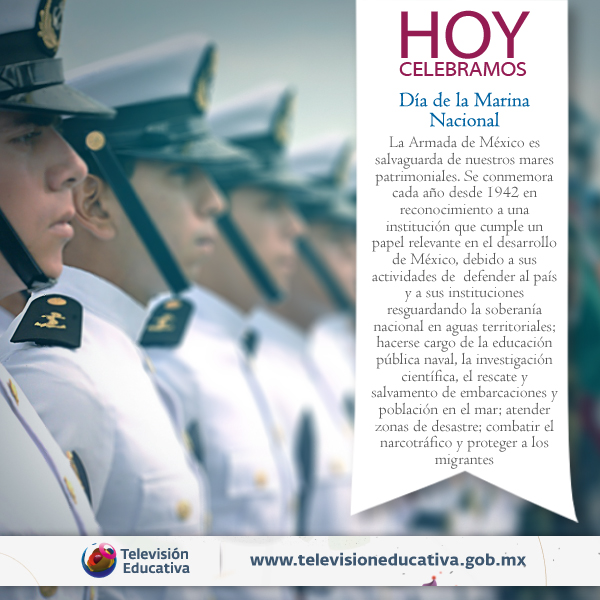 HOY
CELEBRAMOS
Día de la Marina
Nacional
La Armada de México es
salvaguarda de nuestros mares
patrimoniales. Se conmemora
cada año desde 1942 en
reconocimiento a una
institución que cumple un
papel relevante en el desarrollo
de México, debido a sus
actividades de defender al país
y a sus instituciones
resguardando la soberanía
nacional en aguas territoriales;
hacerse cargo de la educación
pública naval, la investigación
científica, el rescate y
salvamento de embarcaciones y
población en el mar; atender
zonas de desastre; combatir el
narcotráfico y proteger a los
migrantes
Televisión
Educativa
www.televisioneducativa.gob.mx